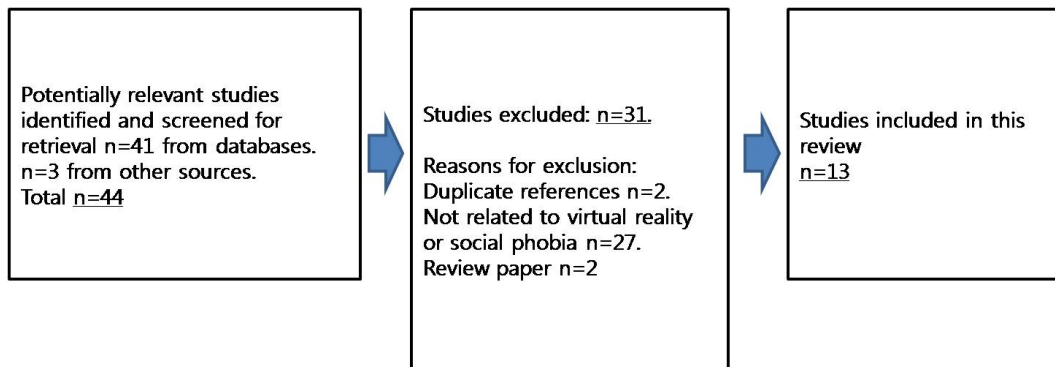 Potentially relevant studies
identified and screened for
retrieval n=41 from databases.
n=3 from other sources.
Total n=44
Studies excluded: n=31.
Reasons for exclusion:
Duplicate references n=2.
Not related to virtual reality
or social phobia n=27.
Review paper n=2
Studies included in this
review
n=13